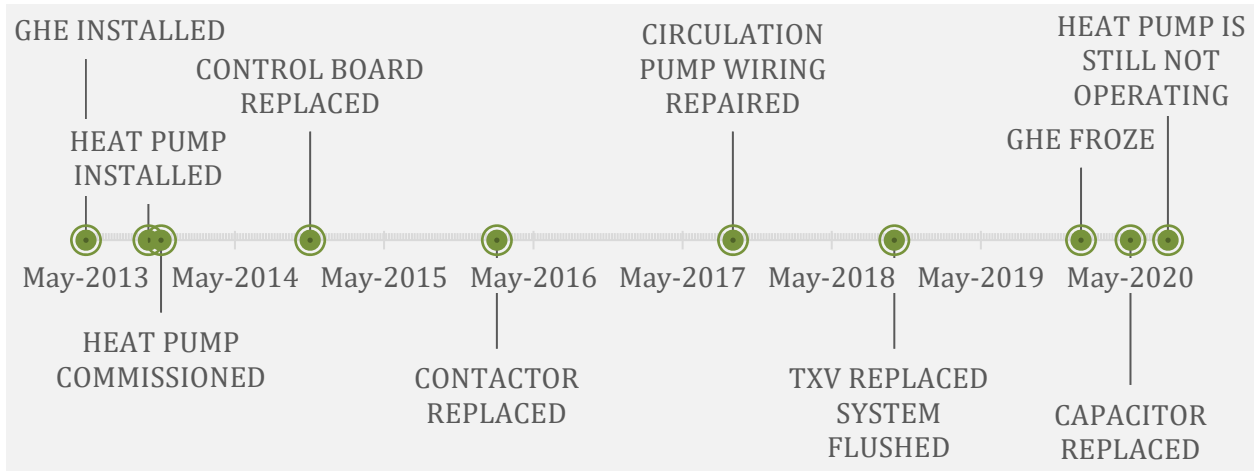 GHE INSTALLED
HEAT PUMP
INSTALLED
CONTROL BOARD
REPLACED
CIRCULATION
PUMP WIRING
REPAIRED
HEAT PUMP IS
STILL NOT
OPERATING
GHE FROZE
May-2013 May-2014 May-2015 May-2016 May-2017 May-2018 May-2019 May-2020
HEAT PUMP
COMMISSIONED
CONTACTOR
REPLACED
TXV REPLACED
SYSTEM
FLUSHED
CAPACITOR
REPLACED